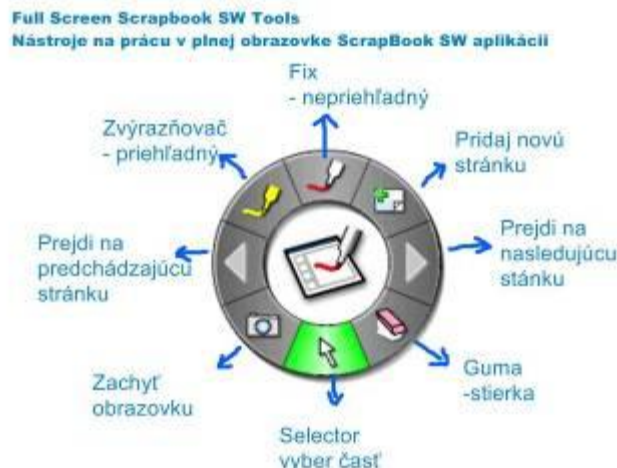 Full Screen Scrapbook SW Tools
Nástroje na prácu v plnej obrazovke ScrapBook SW aplikácii
Fix
- nepriehľadný
Zvýrazňovač
- priehľadný
Pridaj novú
stránku
Prejdi na
predchádzajúcu
stránku
Prejdi na
nasledujúcu
stánku
Zachyť
obrazovku
Guma
-stierka
Selector
vyber časť